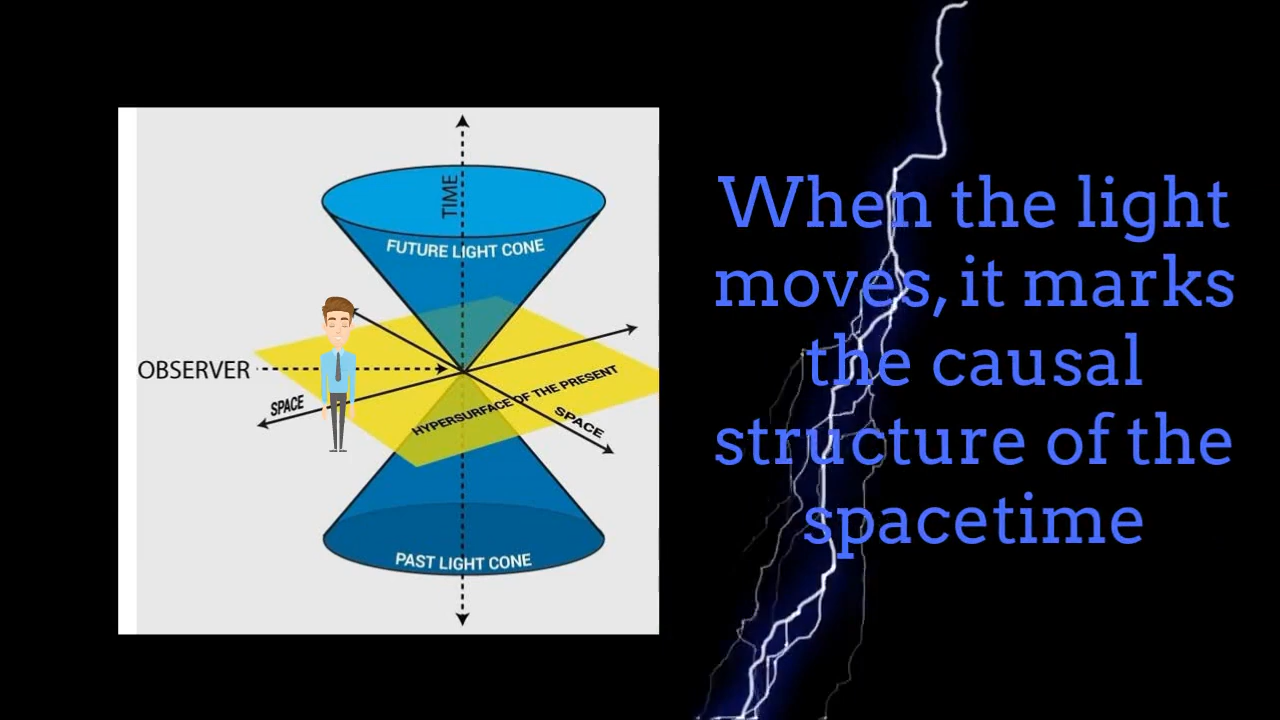 TIME
FUTURE LIGHT CONE
OBSERVER
SPACE
HYPERSURFACE OF THE PRESENT
SPACE
PAST LIGHT CONE
When the light
moves, it marks
the causal
structure of the
spacetime